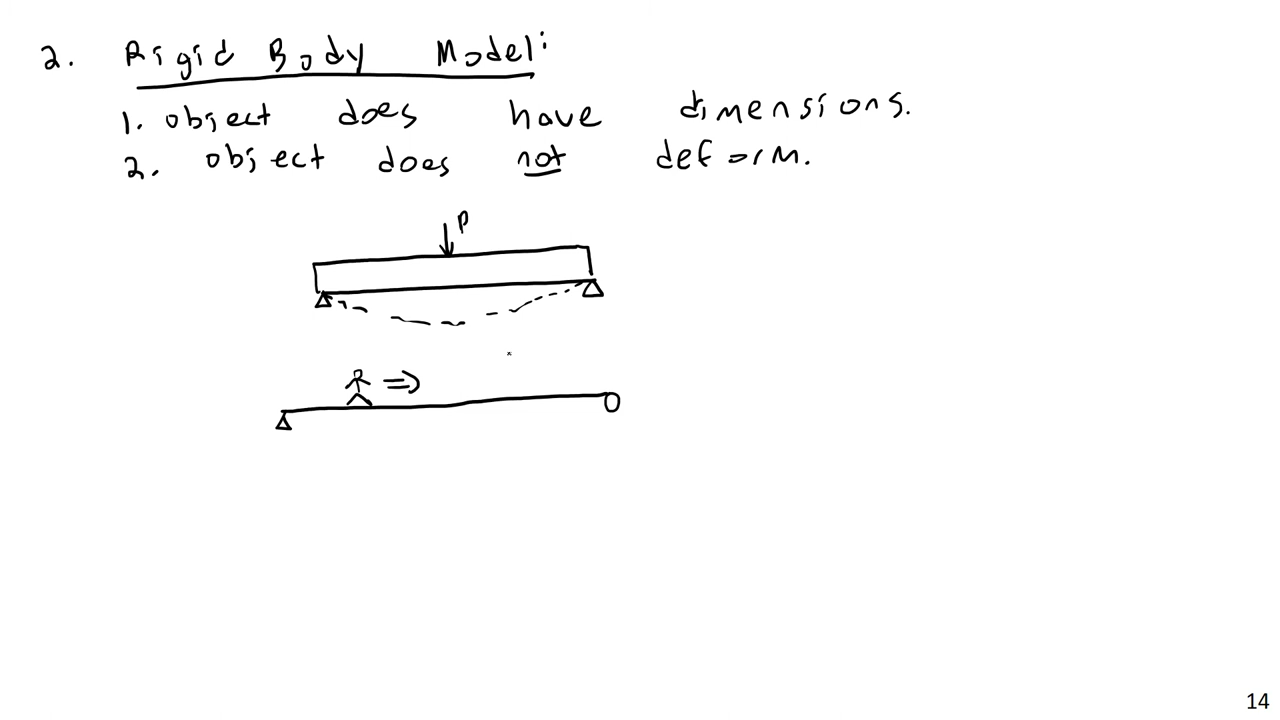 2. Rigid Body Model:
1. object does have dimensions.
2. object does not deform.
P
14